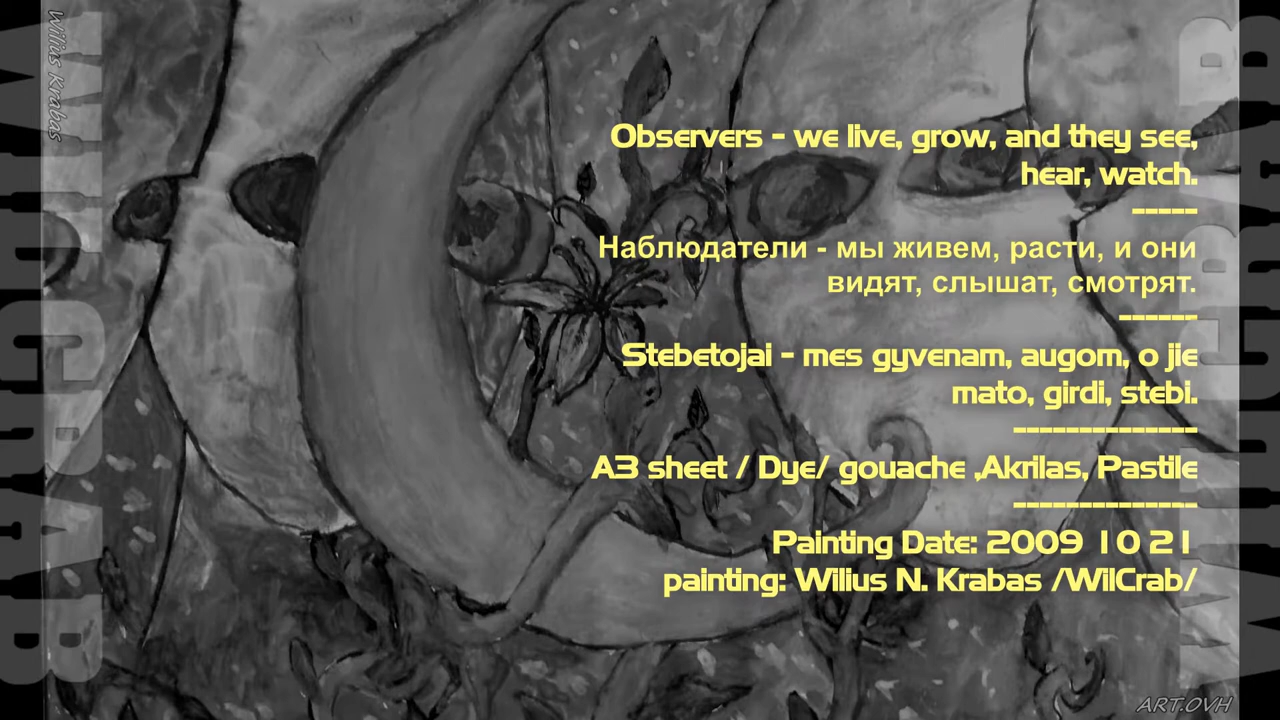 Wilius Krabas
WILCRAB
Observers - we live, grow, and they see,
hear, watch.
-----
Наблюдатели - мы живем, расти, и они
видят, слышат, смотрят.
------
Stebetojai - mes gyvenam, augom, o jie
mato, girdi, stebi.
--------------
A3 sheet / Dye/ gouache ,Akrilas, Pastile
--------------
Painting Date: 2009 10 21
painting: Wilius N. Krabas /WilCrab/
WILCRAB
ART.OVH